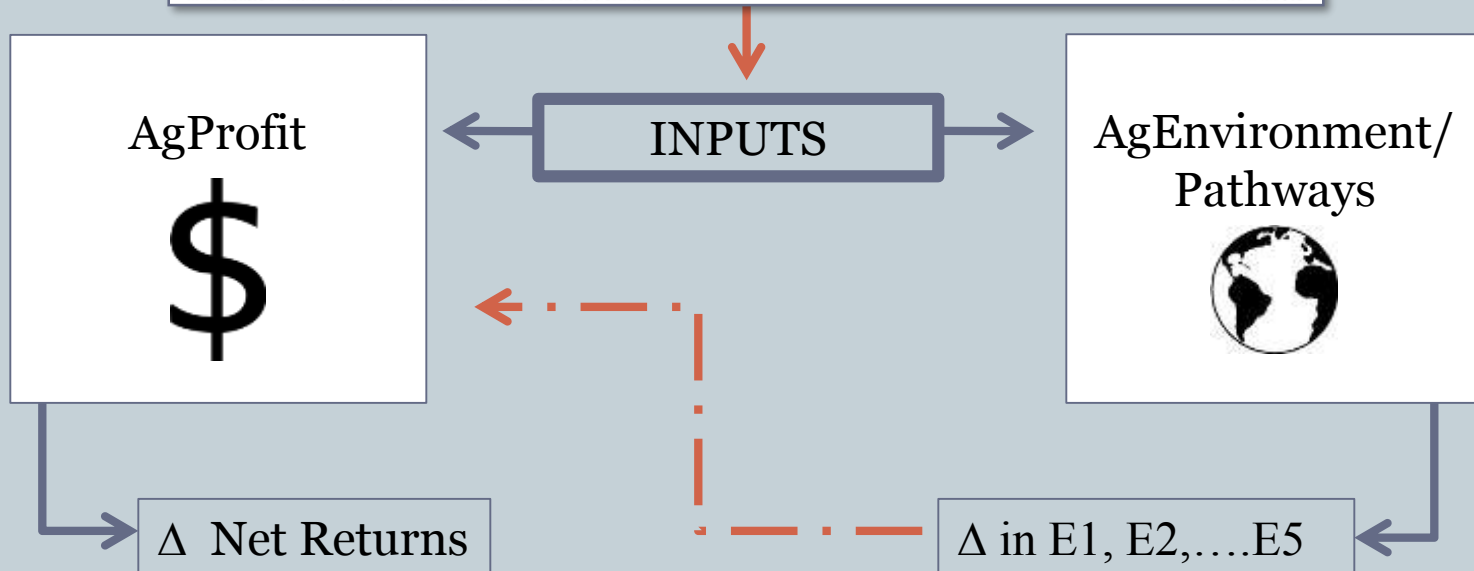 INPUTS
AgProfit
$
AgEnvironment/
Pathways
Δ Net Returns
Δ in E1, E2,….E5